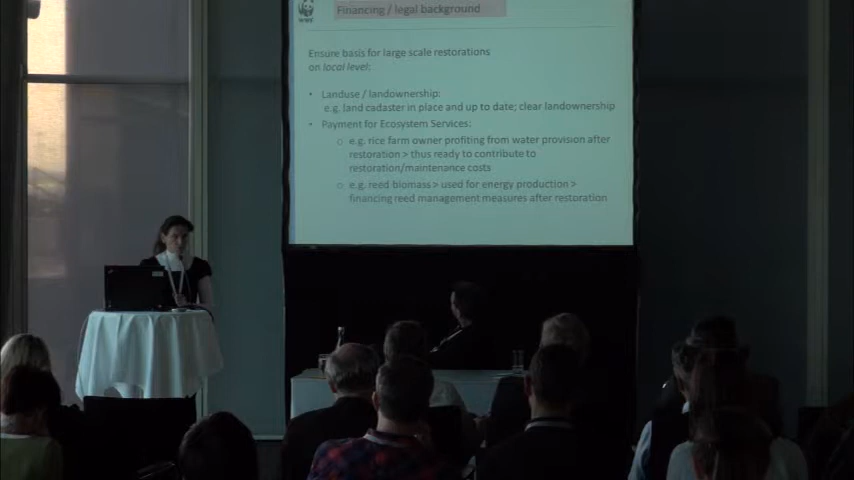 WWF
Financing / legal background
Ensure basis for large scale restorations
on local level:
• Landuse / landownership:
e.g. land cadaster in place and up to date; clear landownership
• Payment for Ecosystem Services:
o e.g. rice farm owner profiting from water provision after
restoration > thus ready to contribute to
restoration/maintenance costs
o e.g. reed biomass > used for energy production >
financing reed management measures after restoration